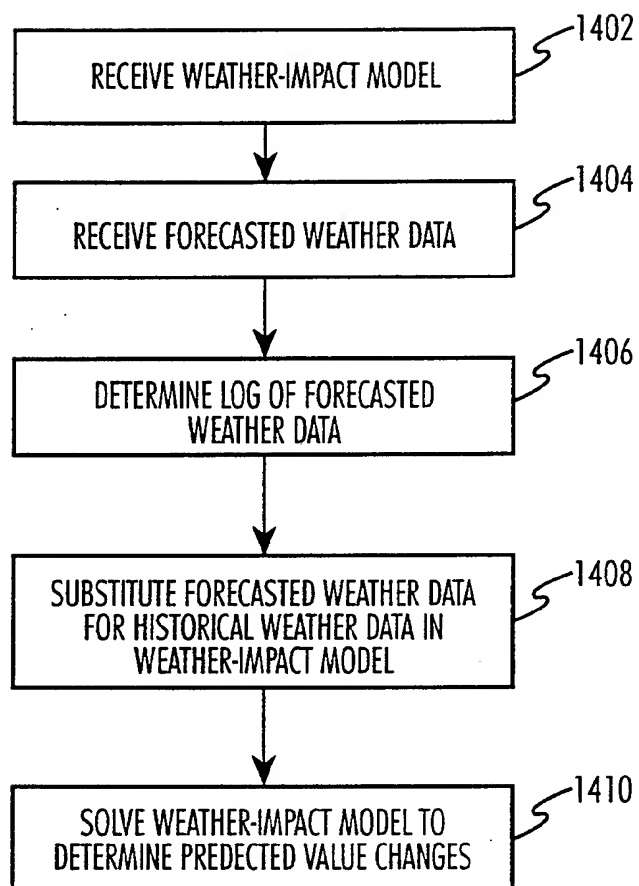 1402
RECEIVE WEATHER-IMPACT MODEL
1404
RECEIVE FORECASTED WEATHER DATA
1406
DETERMINE LOG OF FORECASTED
WEATHER DATA
1408
SUBSTITUTE FORECASTED WEATHER DATA
FOR HISTORICAL WEATHER DATA IN
WEATHER-IMPACT MODEL
1410
SOLVE WEATHER-IMPACT MODEL TO
DETERMINE PREDECTED VALUE CHANGES